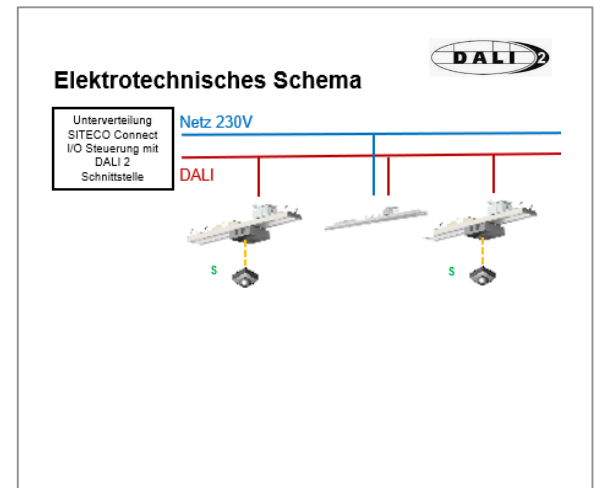 DALI 2
Elektrotechnisches Schema
Unterverteilung
SITECO Connect
I/O Steuerung mit
DALI 2
Schnittstelle
Netz 230V
DALI
S
S